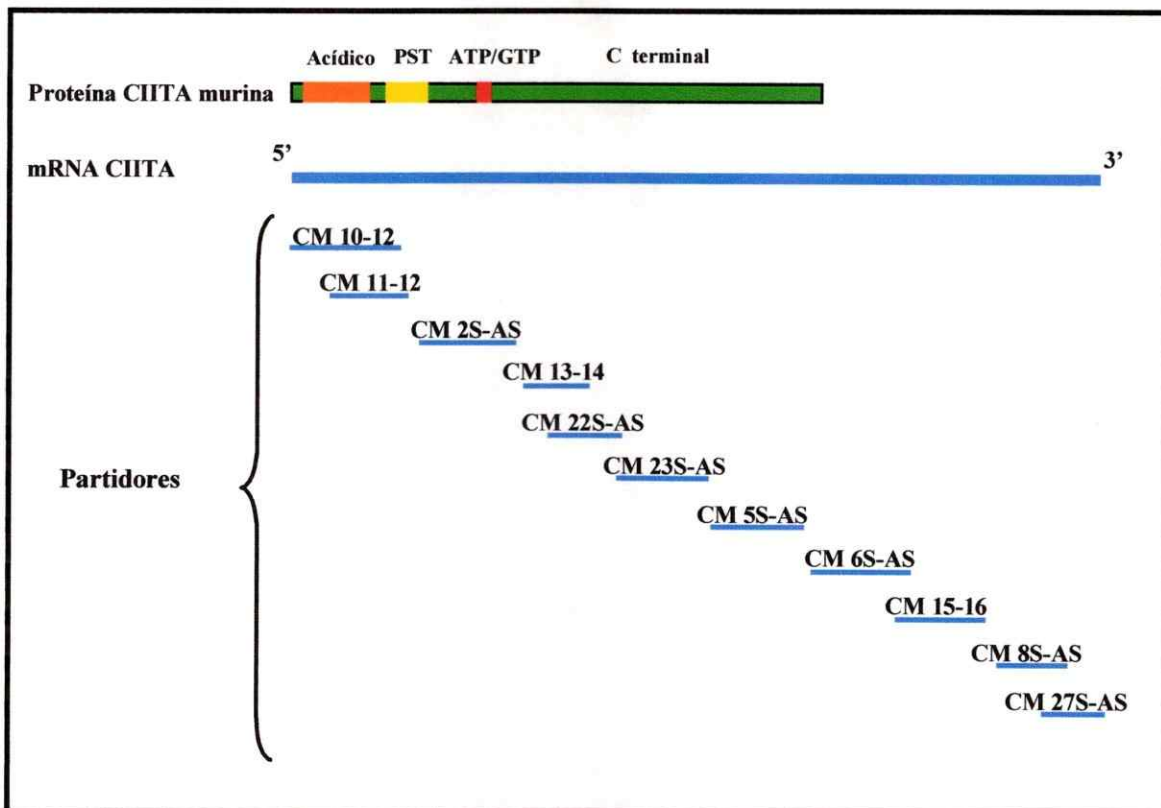 Acídico PST ATP/GTP C terminal
Proteína CIITA murina
5' 3'
mRNA CIITA
CM 10-12
CM 11-12
CM 2S-AS
CM 13-14
CM 22S-AS
CM 23S-AS
Partidores
CM 5S-AS
CM 6S-AS
CM 15-16
CM 8S-AS
CM 27S-AS